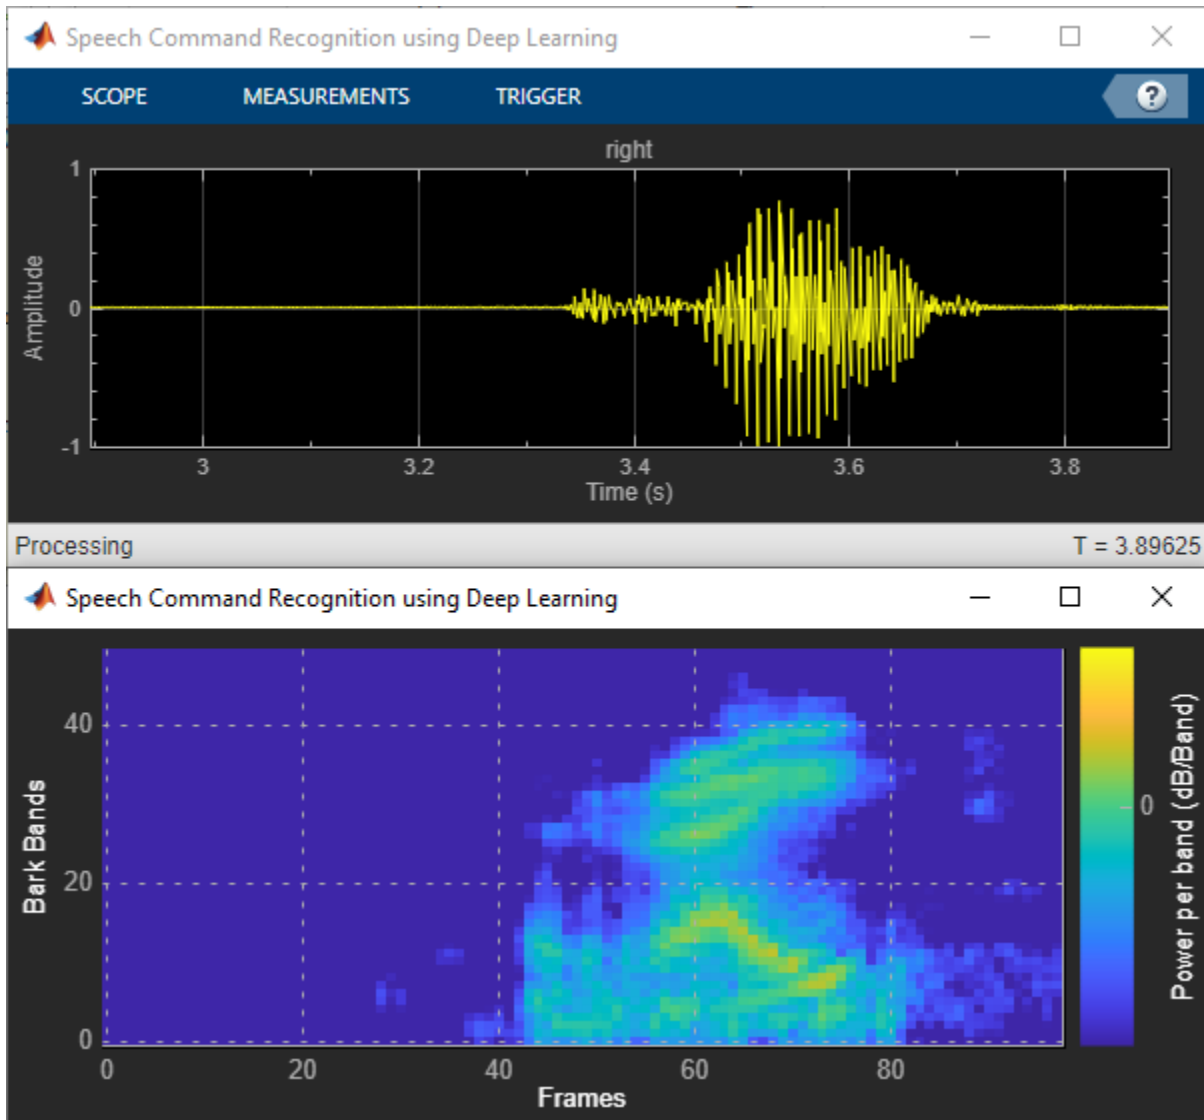 Speech Command Recognition using Deep Learning
SCOPE MEASUREMENTS TRIGGER ?
right
Amplitude
1
0
-1
3 3.2 3.4 3.6 3.8
Time (s)
Processing T = 3.89625
Speech Command Recognition using Deep Learning
Bark Bands
40
20
0
0 20 40 60 80
Frames
0
Power per band (dB/Band)